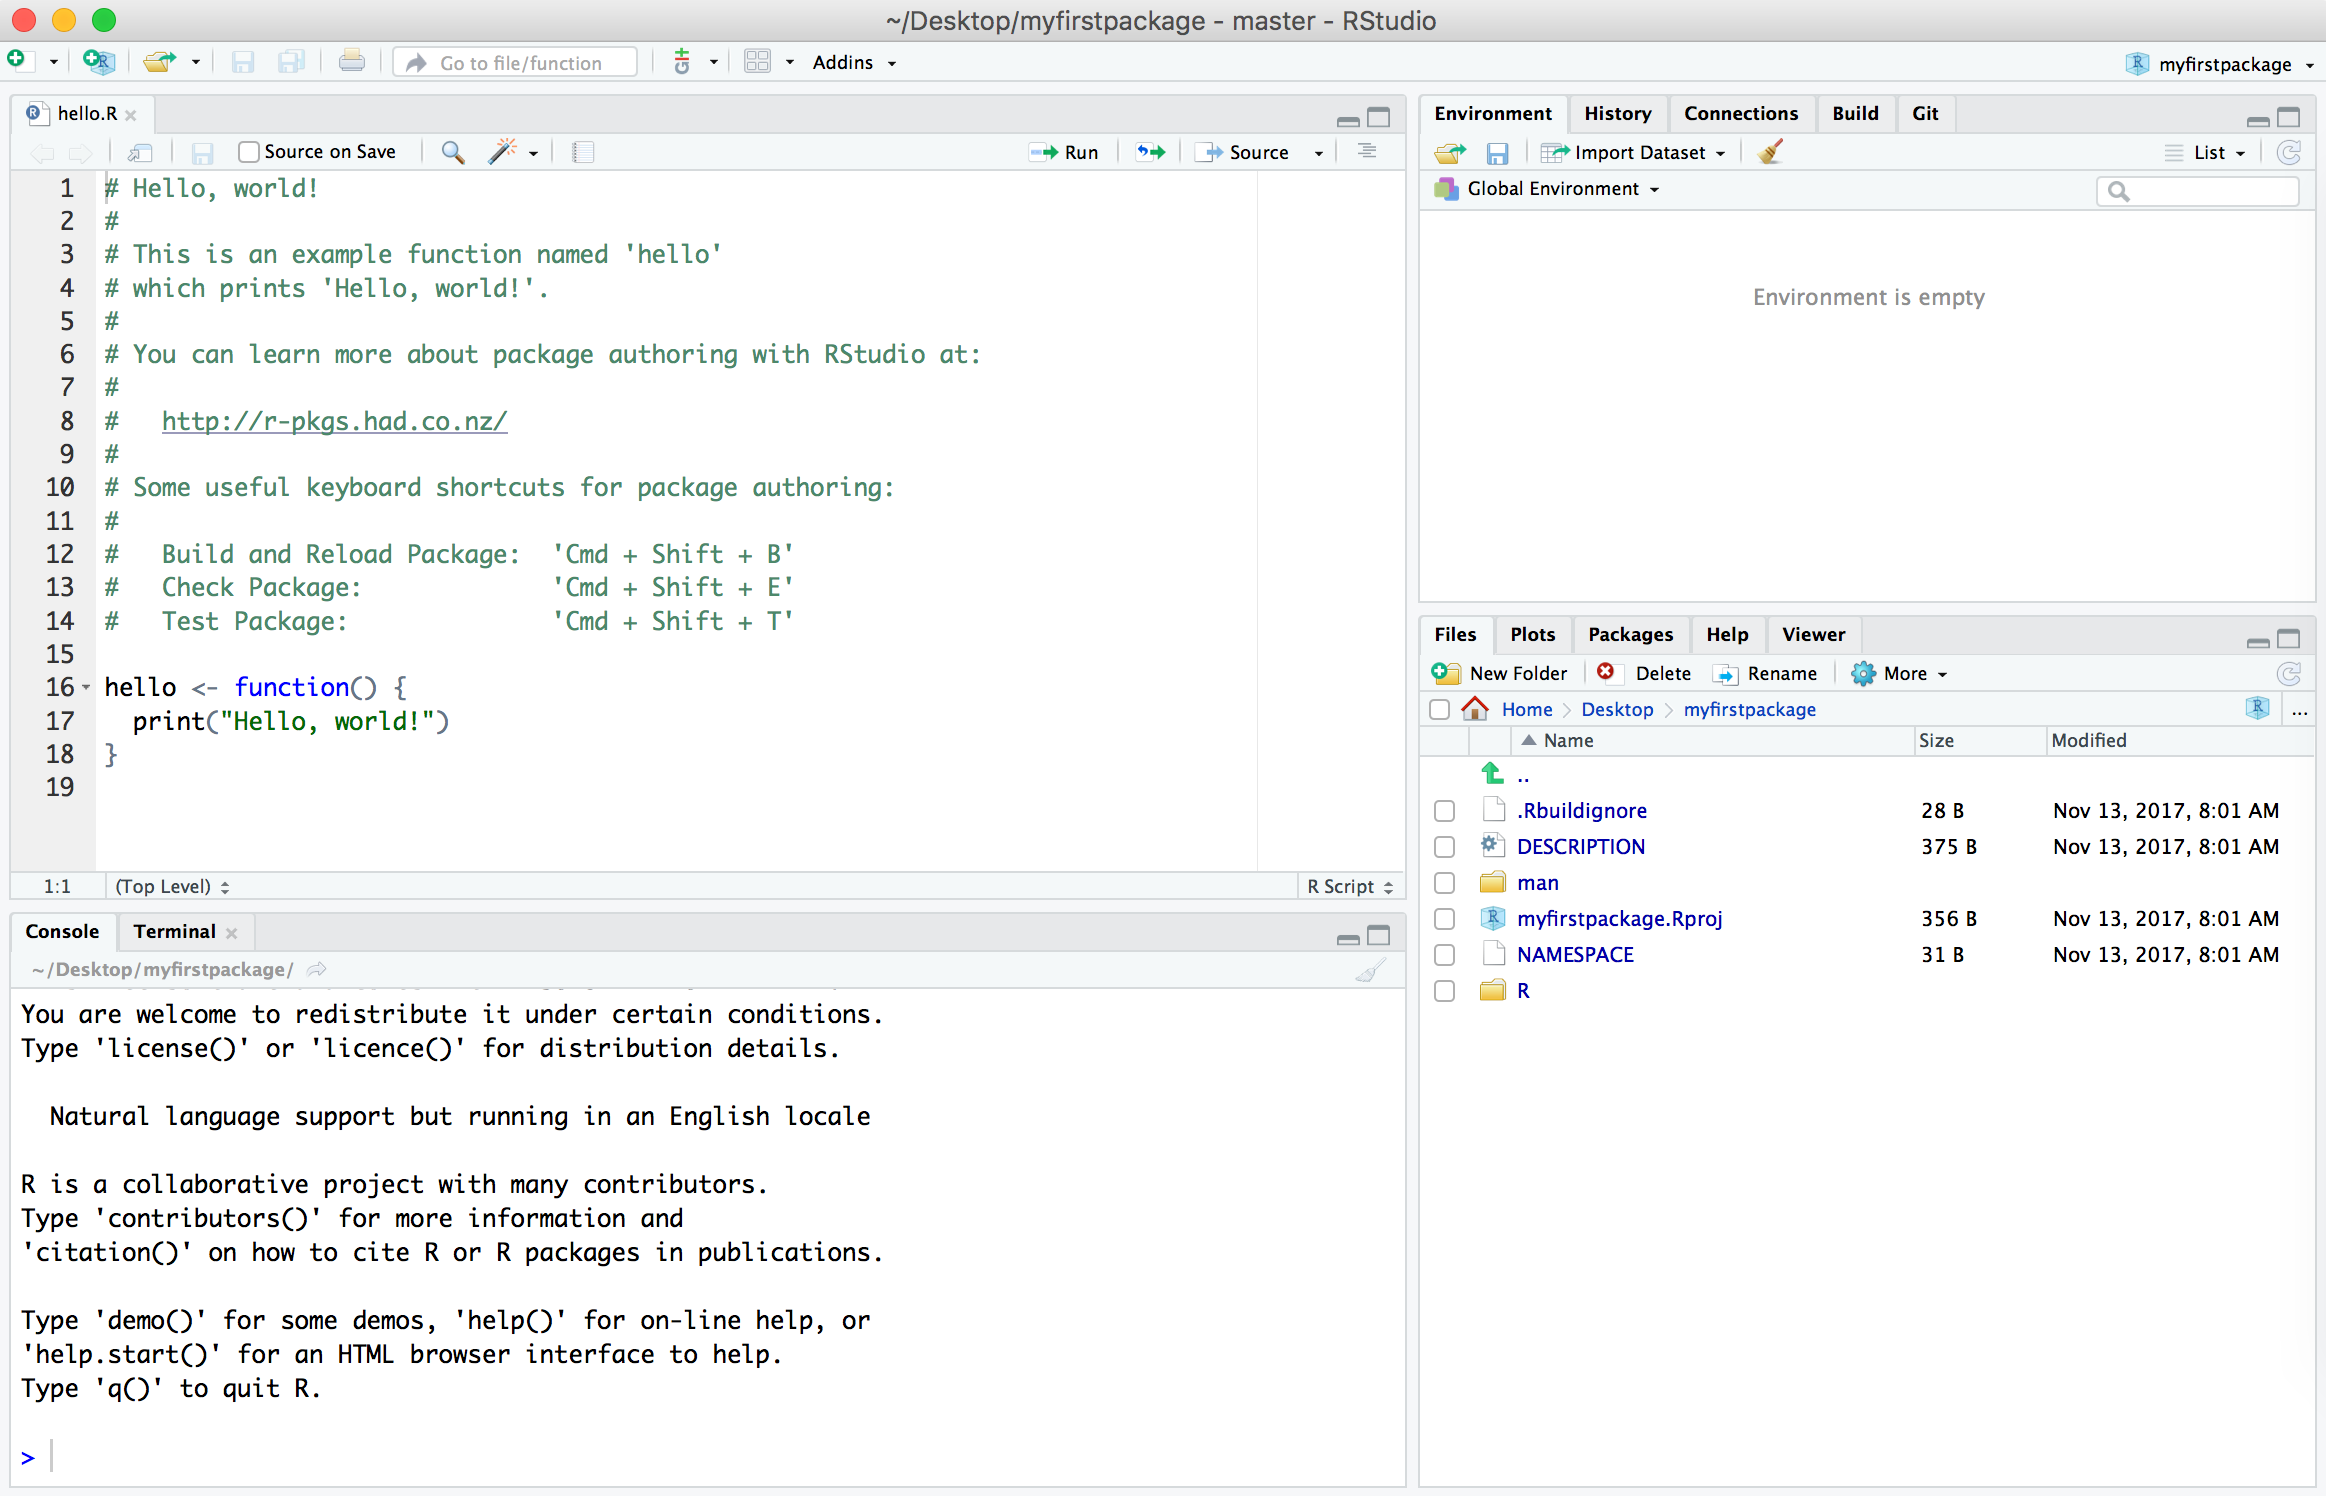 ~/Desktop/myfirstpackage - master - RStudio
Go to file/function
Addins
myfirstpackage
hello.R
Source on Save
Run
Source
1 # Hello, world!
2 #
3 # This is an example function named 'hello'
4 # which prints 'Hello, world!'.
5 #
6 # You can learn more about package authoring with RStudio at:
7 #
8 #   http://r-pkgs.had.co.nz/
9 #
10 # Some useful keyboard shortcuts for package authoring:
11 #
12 #   Build and Reload Package:  'Cmd + Shift + B'
13 #   Check Package:             'Cmd + Shift + E'
14 #   Test Package:              'Cmd + Shift + T'
15
16 hello <- function() {
17   print("Hello, world!")
18 }
19
1:1 (Top Level) R Script
Console Terminal
~/Desktop/myfirstpackage/
You are welcome to redistribute it under certain conditions.
Type 'license()' or 'licence()' for distribution details.
  Natural language support but running in an English locale
R is a collaborative project with many contributors.
Type 'contributors()' for more information and
'citation()' on how to cite R or R packages in publications.
Type 'demo()' for some demos, 'help()' for on-line help, or
'help.start()' for an HTML browser interface to help.
Type 'q()' to quit R.
>
Environment History Connections Build Git
Import Dataset List
Global Environment
Environment is empty
Files Plots Packages Help Viewer
New Folder Delete Rename More
Home Desktop myfirstpackage ...
Name Size Modified
..
.Rbuildignore 28 B Nov 13, 2017, 8:01 AM
DESCRIPTION 375 B Nov 13, 2017, 8:01 AM
man
myfirstpackage.Rproj 356 B Nov 13, 2017, 8:01 AM
NAMESPACE 31 B Nov 13, 2017, 8:01 AM
R